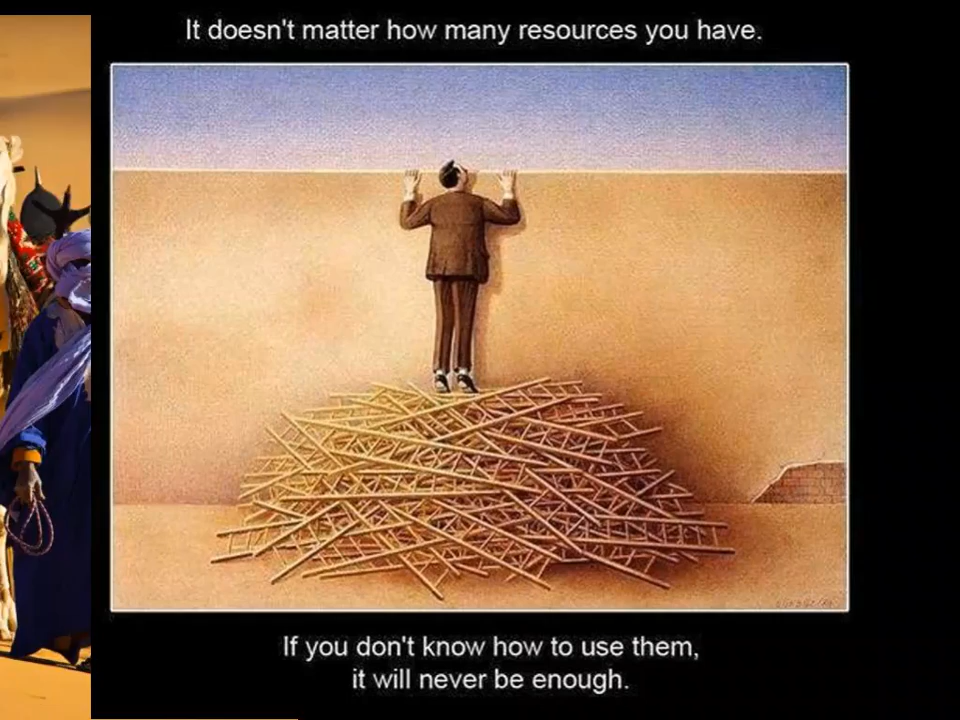 It doesn't matter how many resources you have.
If you don't know how to use them,
it will never be enough.